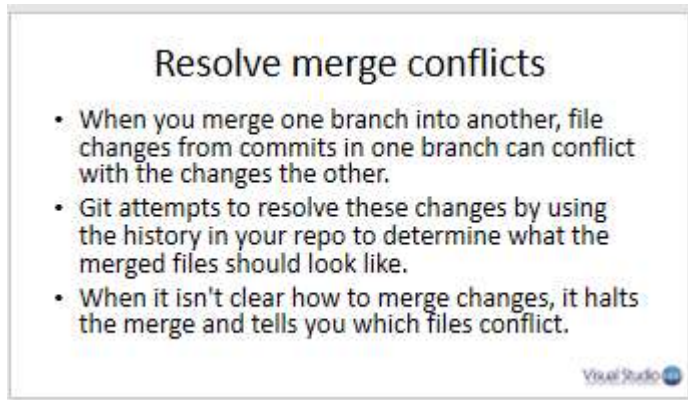 Resolve merge conflicts
• When you merge one branch into another, file
changes from commits in one branch can conflict
with the changes the other.
• Git attempts to resolve these changes by using
the history in your repo to determine what the
merged files should look like.
• When it isn't clear how to merge changes, it halts
the merge and tells you which files conflict.
Visual Studio